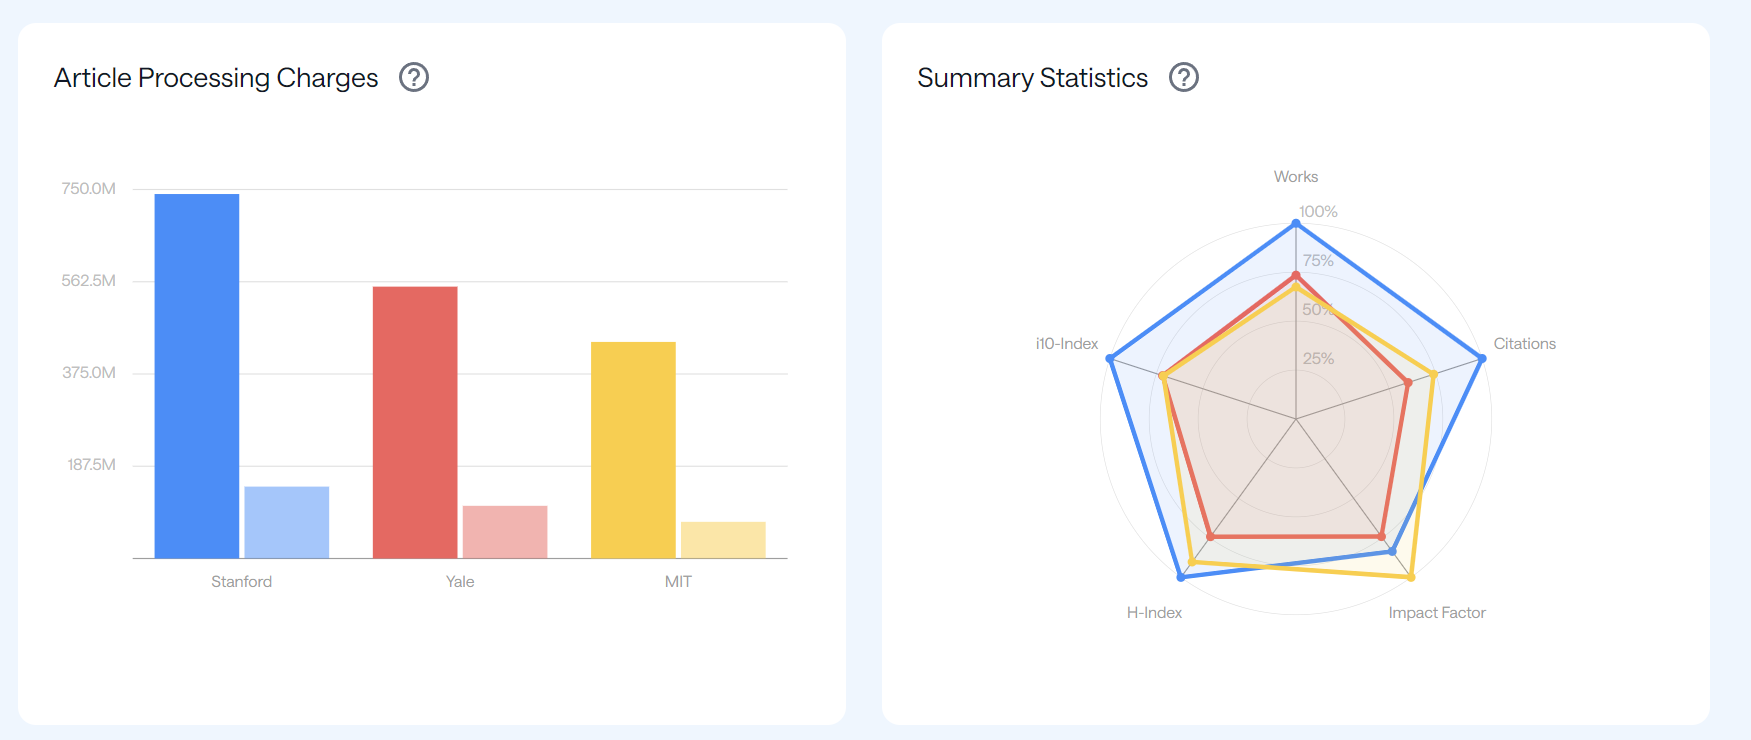 Article Processing Charges ?
750.0M
562.5M
375.0M
187.5M
Stanford
Yale
MIT
Summary Statistics ?
Works
100%
75%
50%
25%
i10-Index
Citations
H-Index
Impact Factor